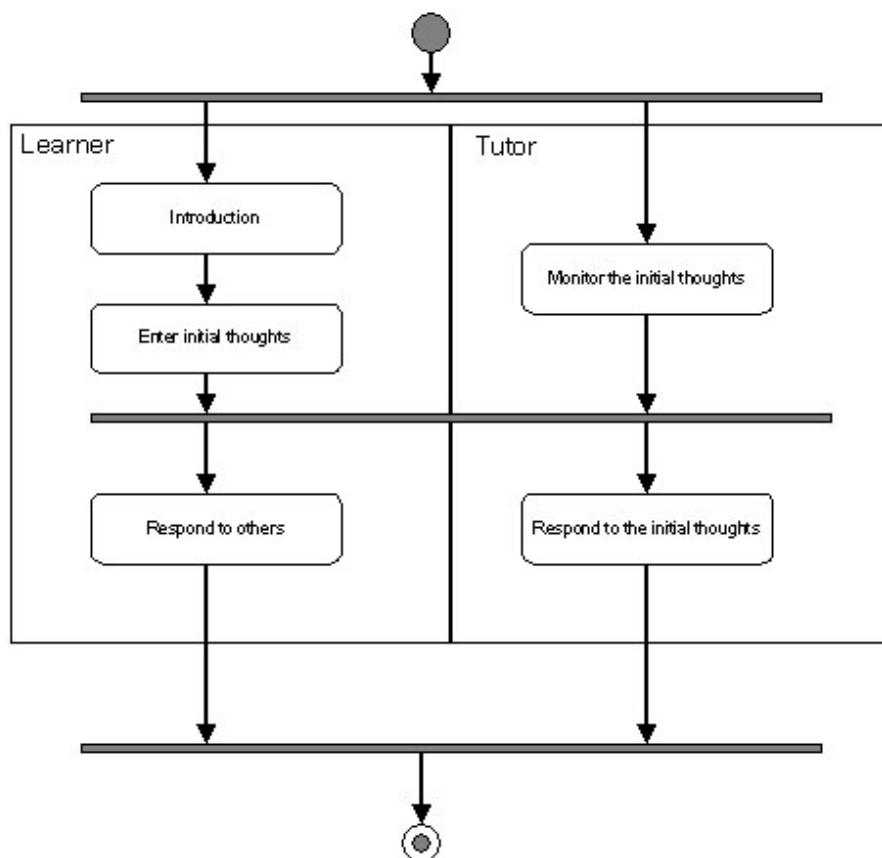 Learner
Tutor
Introduction
Monitor the initial thoughts
Enter initial thoughts
Respond to others
Respond to the initial thoughts